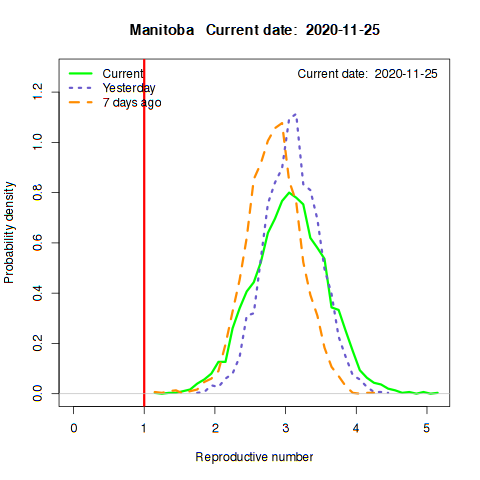 Manitoba   Current date:  2020-11-25
Current
Current date:  2020-11-25
Yesterday
7 days ago
Probability density
1.2
1.0
0.8
0.6
0.4
0.2
0.0
0 1 2 3 4 5
Reproductive number